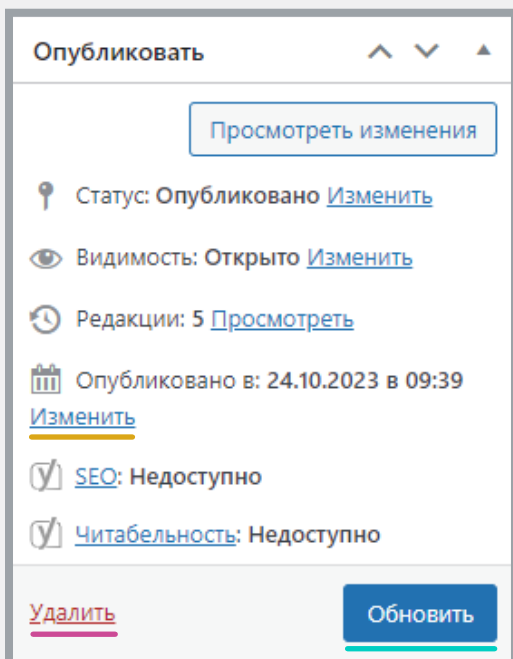 Опубликовать
Просмотреть изменения
Статус: Опубликовано Изменить
Видимость: Открыто Изменить
Редакции: 5 Просмотреть
Опубликовано в: 24.10.2023 в 09:39
Изменить
SEO: Недоступно
Читабельность: Недоступно
Удалить Обновить